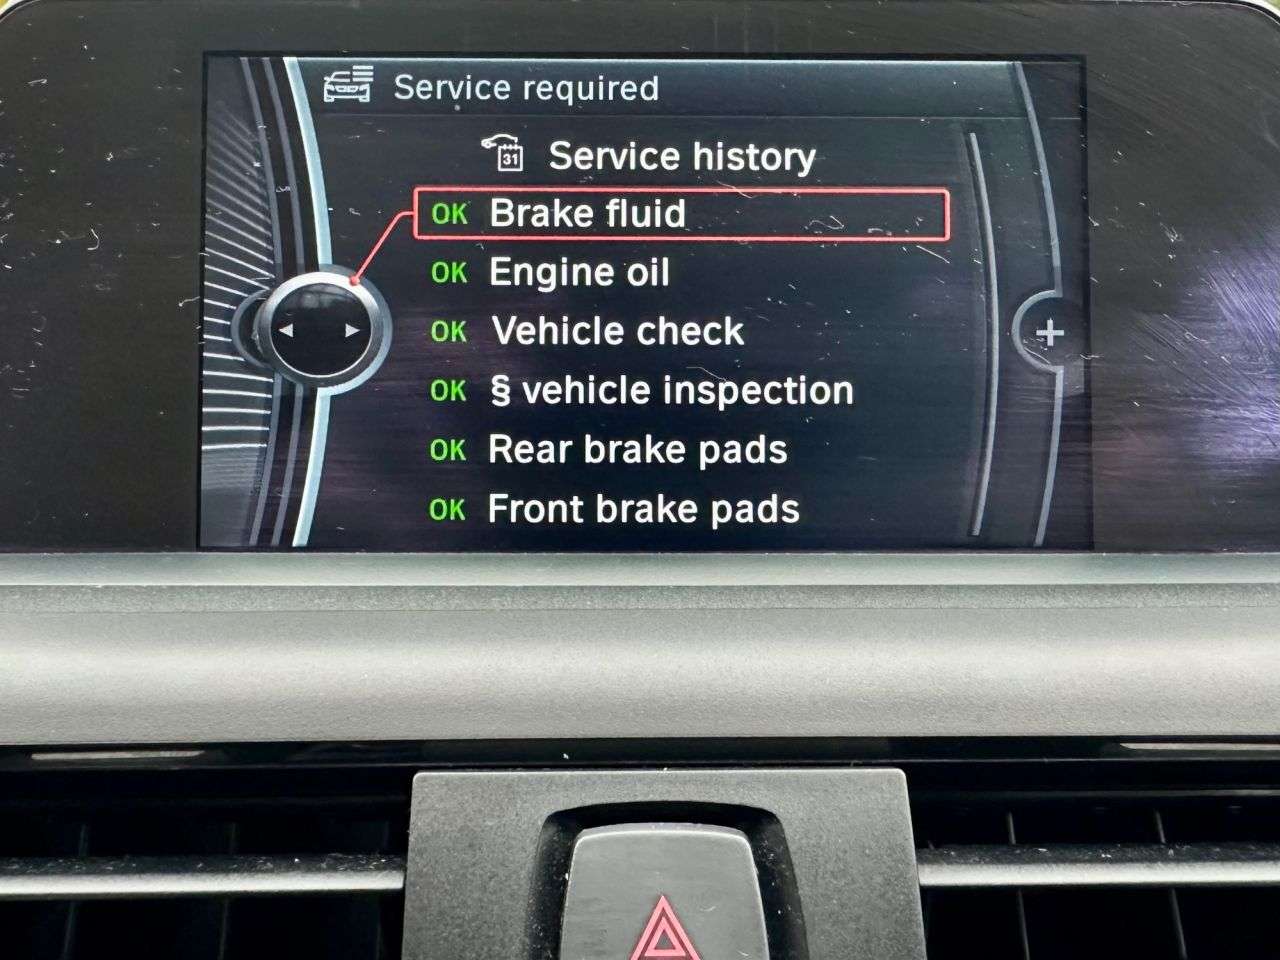 Service required
31 Service history
OK Brake fluid
OK Engine oil
OK Vehicle check
OK § vehicle inspection
OK Rear brake pads
OK Front brake pads